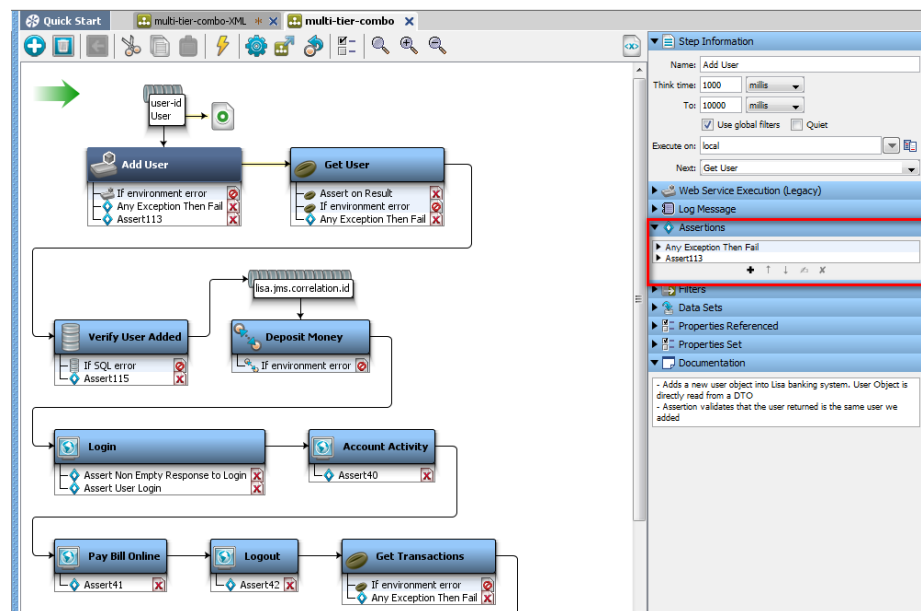 Quick Start
multi-tier-combo-XML
multi-tier-combo
user-id
User
Add User
If environment error
Any Exception Then Fail
Assert113
Get User
Assert on Result
If environment error
Any Exception Then Fail
lisa.jms.correlation.id
Verify User Added
If SQL error
Assert115
Deposit Money
If environment error
Login
Assert Non Empty Response to Login
Assert User Login
Account Activity
Assert40
Pay Bill Online
Assert41
Logout
Assert42
Get Transactions
If environment error
Any Exception Then Fail
Step Information
Name: Add User
Think time: 1000 millis
To: 10000 millis
Use global filters Quiet
Execute on: local
Next: Get User
Web Service Execution (Legacy)
Log Message
Assertions
Any Exception Then Fail
Assert113
Filters
Data Sets
Properties Referenced
Properties Set
Documentation
- Adds a new user object into Lisa banking system. User Object is
directly read from a DTO
- Assertion validates that the user returned is the same user we
added